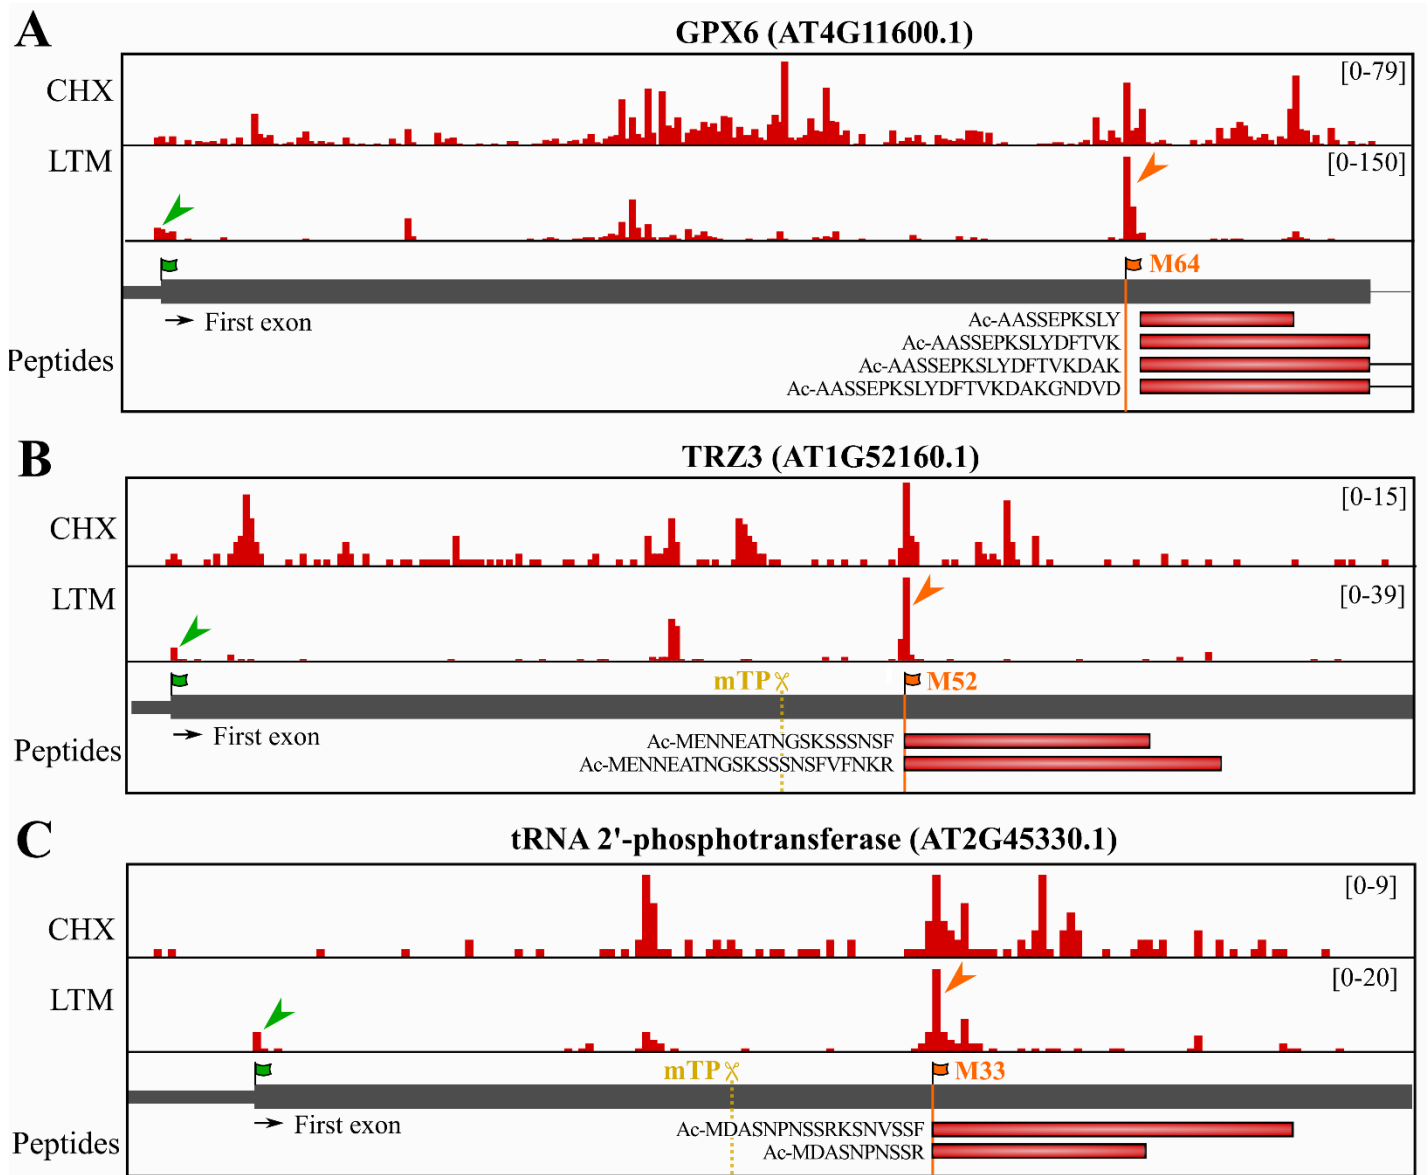 A
GPX6 (AT4G11600.1)
CHX
[0-79]
LTM
[0-150]
M64
First exon
Ac-AASSEPKSLY
Ac-AASSEPKSLYDFTVK
Peptides
Ac-AASSEPKSLYDFTVKDAK
Ac-AASSEPKSLYDFTVKDAKGNDVD
B
TRZ3 (AT1G52160.1)
CHX
[0-15]
LTM
[0-39]
mTP
M52
First exon
Peptides
Ac-MENNEATNGSKSSSNSF
Ac-MENNEATNGSKSSSNSFVFNKR
C
tRNA 2'-phosphotransferase (AT2G45330.1)
CHX
[0-9]
LTM
[0-20]
mTP
M33
First exon
Peptides
Ac-MDASNPNSSRKSNVSSF
Ac-MDASNPNSSR